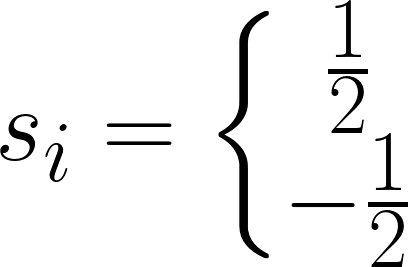 s_i = { 1/2
-1/2